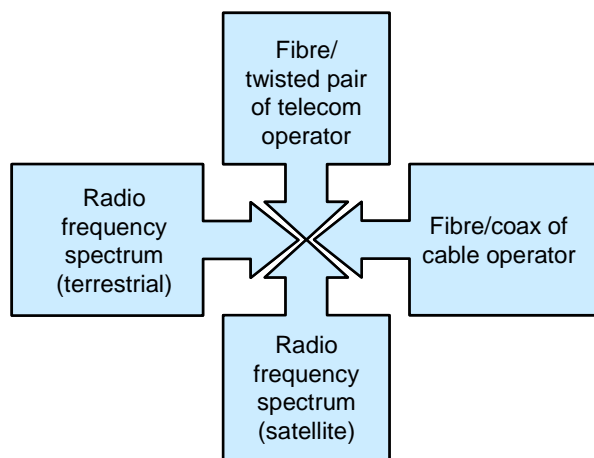 Fibre/
twisted pair
of telecom
operator
Radio
frequency
spectrum
(terrestrial)
Fibre/coax of
cable operator
Radio
frequency
spectrum
(satellite)